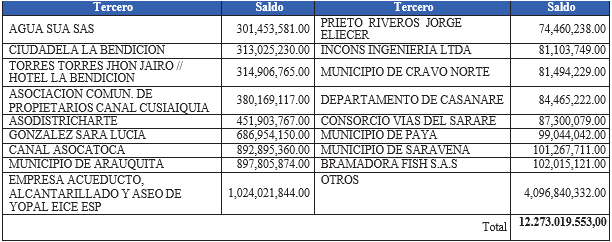 Tercero Saldo Tercero Saldo
AGUA SUA SAS 301,453,581.00 PRIETO RIVEROS JORGE ELIECER 74,460,238.00
CIUDADELA LA BENDICION 313,025,230.00 INCONS INGENIERIA LTDA 81,103,749.00
TORRES TORRES JHON JAIRO // HOTEL LA BENDICION 314,906,765.00 MUNICIPIO DE CRAVO NORTE 81,494,229.00
ASOCIACION COMUN. DE PROPIETARIOS CANAL CUSIAIQUIA 380,169,117.00 DEPARTAMENTO DE CASANARE 84,465,222.00
ASODISTRICHARTE 451,903,767.00 CONSORCIO VIAS DEL SARARE 87,300,079.00
GONZALEZ SARA LUCIA 686,954,150.00 MUNICIPIO DE PAYA 99,044,042.00
CANAL ASOCATOCA 892,895,360.00 MUNICIPIO DE SARAVENA 101,267,711.00
MUNICIPIO DE ARAUQUITA 897,805,874.00 BRAMADORA FISH S.A.S 102,015,121.00
EMPRESA ACUEDUCTO, ALCANTARILLADO Y ASEO DE YOPAL EICE ESP 1,024,021,844.00 OTROS 4,096,840,332.00
Total 12.273.019.553,00